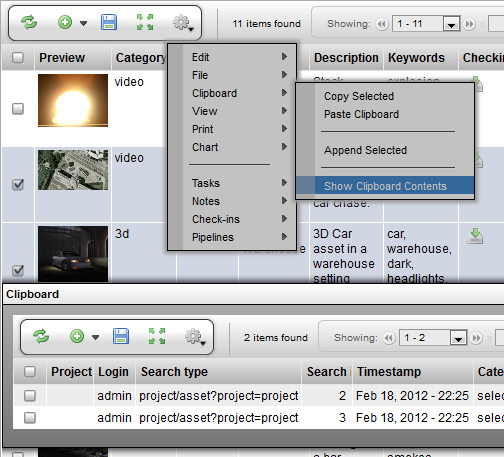 11 items found
Showing: 1 - 11
Preview Category Description Keywords Checkin
video
Edit
File
Clipboard
View
Print
Chart
Tasks
Notes
Check-ins
Pipelines
Copy Selected
Paste Clipboard
Append Selected
Show Clipboard Contents
video
car chase.
3d
3D Car asset in a warehouse setting
car, warehouse, dark, headlights,
Clipboard
2 items found
Showing: 1 - 2
Project Login Search type Search Timestamp Cate
admin project/asset?project=project 2 Feb 18, 2012 - 22:25 selec
admin project/asset?project=project 3 Feb 18, 2012 - 22:25 selec